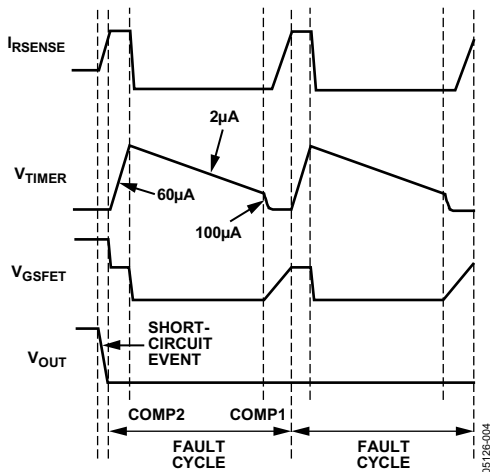 IRSENSE
2µA
VTIMER
60µA
100µA
VGSFET
SHORT-
CIRCUIT
EVENT
VOUT
COMP2
COMP1
FAULT
CYCLE
FAULT
CYCLE
05126-004